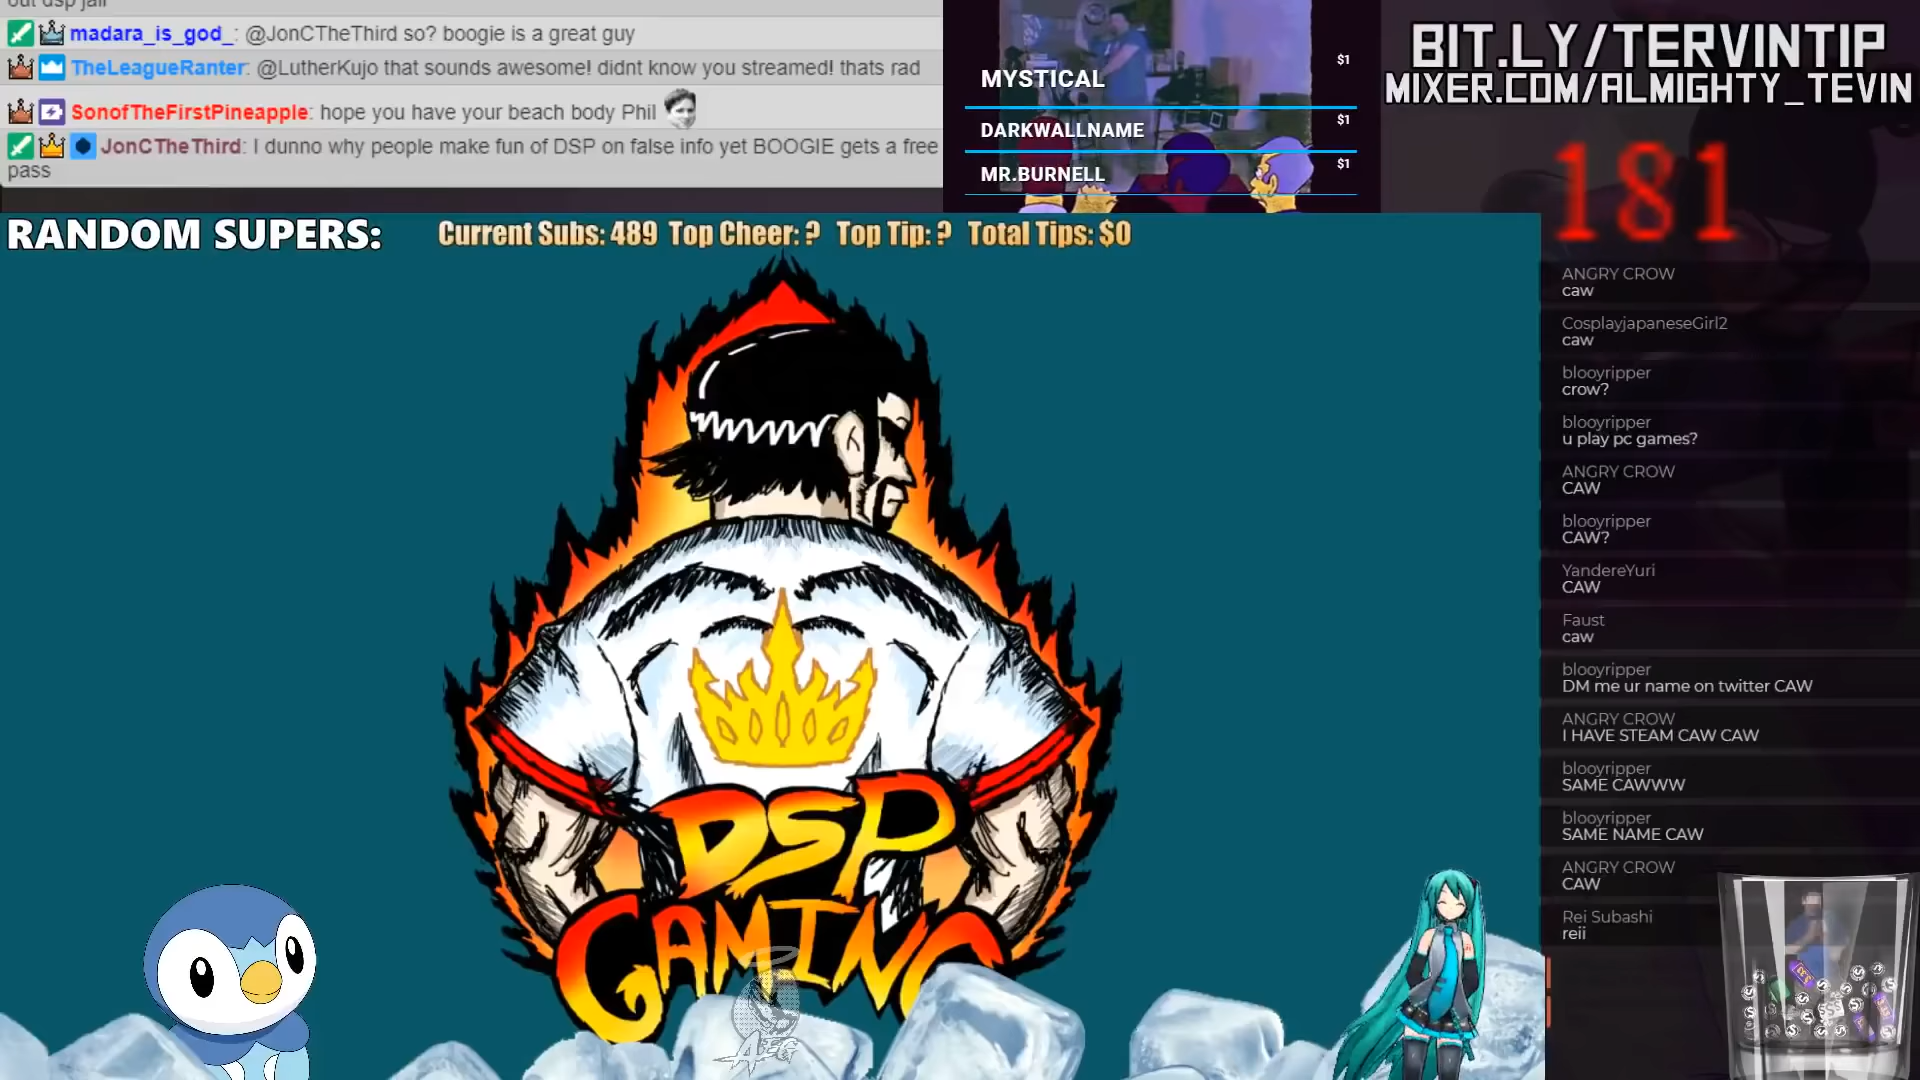 out dsp jail
madara_is_god_: @JonCTheThird so? boogie is a great guy
TheLeagueRanter: @LutherKujo that sounds awesome! didnt know you streamed! thats rad
SonofTheFirstPineapple: hope you have your beach body Phil
JonCTheThird: I dunno why people make fun of DSP on false info yet BOOGIE gets a free
pass
MYSTICAL $1
DARKWALLNAME $1
MR.BURNELL $1
BIT.LY/TERVINTIP
MIXER.COM/ALMIGHTY_TEVIN
181
RANDOM SUPERS:
Current Subs: 489 Top Cheer: ? Top Tip: ? Total Tips: $0
DSP
GAMING
AEG
ANGRY CROW
caw
CosplayjapaneseGirl2
caw
blooyripper
crow?
blooyripper
u play pc games?
ANGRY CROW
CAW
blooyripper
CAW?
YandereYuri
CAW
Faust
caw
blooyripper
DM me ur name on twitter CAW
ANGRY CROW
I HAVE STEAM CAW CAW
blooyripper
SAME CAWWW
blooyripper
SAME NAME CAW
ANGRY CROW
CAW
Rei Subashi
reii